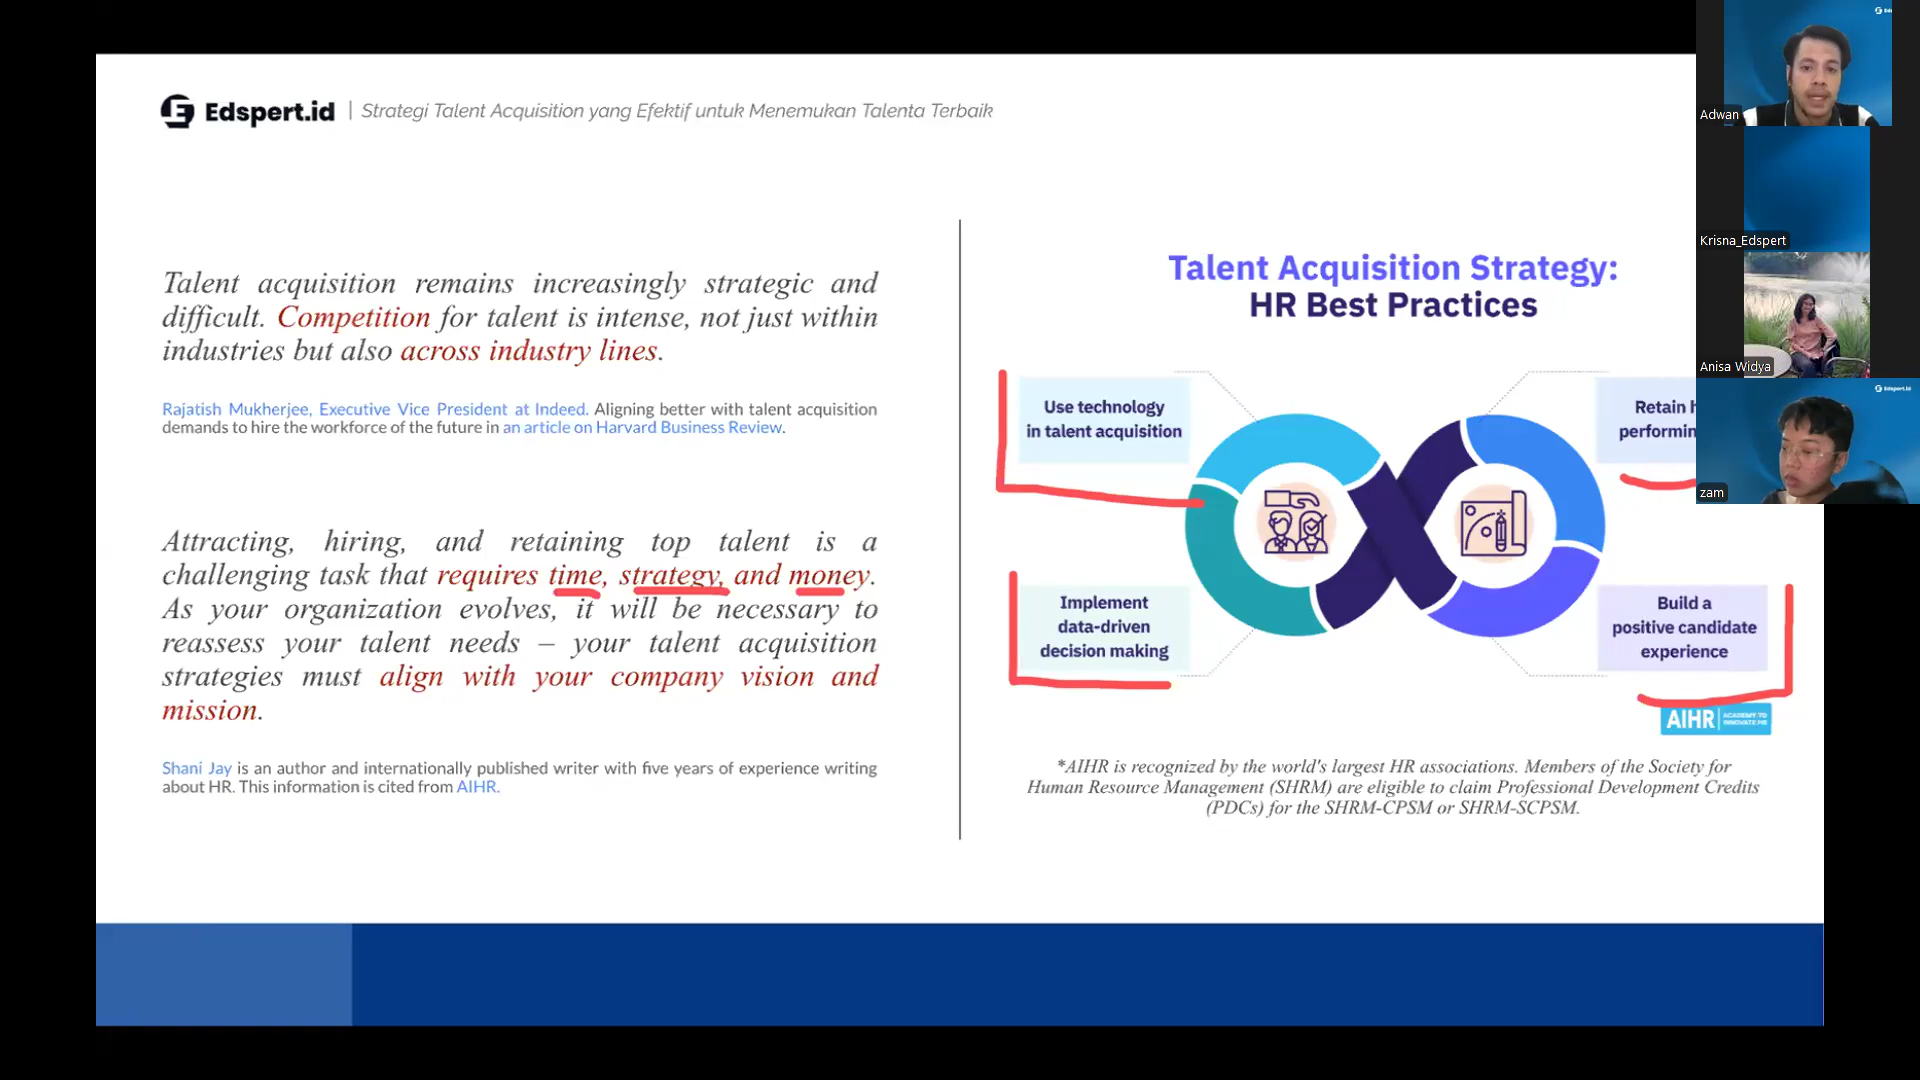 Edspert.id | Strategi Talent Acquisition yang Efektif untuk Menemukan Talenta Terbaik
Talent acquisition remains increasingly strategic and
difficult. Competition for talent is intense, not just within
industries but also across industry lines.
Rajatish Mukherjee, Executive Vice President at Indeed. Aligning better with talent acquisition
demands to hire the workforce of the future in an article on Harvard Business Review.
Attracting, hiring, and retaining top talent is a
challenging task that requires time, strategy, and money.
As your organization evolves, it will be necessary to
reassess your talent needs – your talent acquisition
strategies must align with your company vision and
mission.
Shani Jay is an author and internationally published writer with five years of experience writing
about HR. This information is cited from AIHR.
Talent Acquisition Strategy:
HR Best Practices
Use technology
in talent acquisition
Retain
Implement
data-driven
decision making
Build a
positive candidate
experience
AIHR | ACADEMY TO
INNOVATE HR
*AIHR is recognized by the world's largest HR associations. Members of the Society for
Human Resource Management (SHRM) are eligible to claim Professional Development Credits
(PDCs) for the SHRM-CPSM or SHRM-SCPSM.
Adwan
Krisna_Edspert
Anisa Widya
Edspert.id
zam